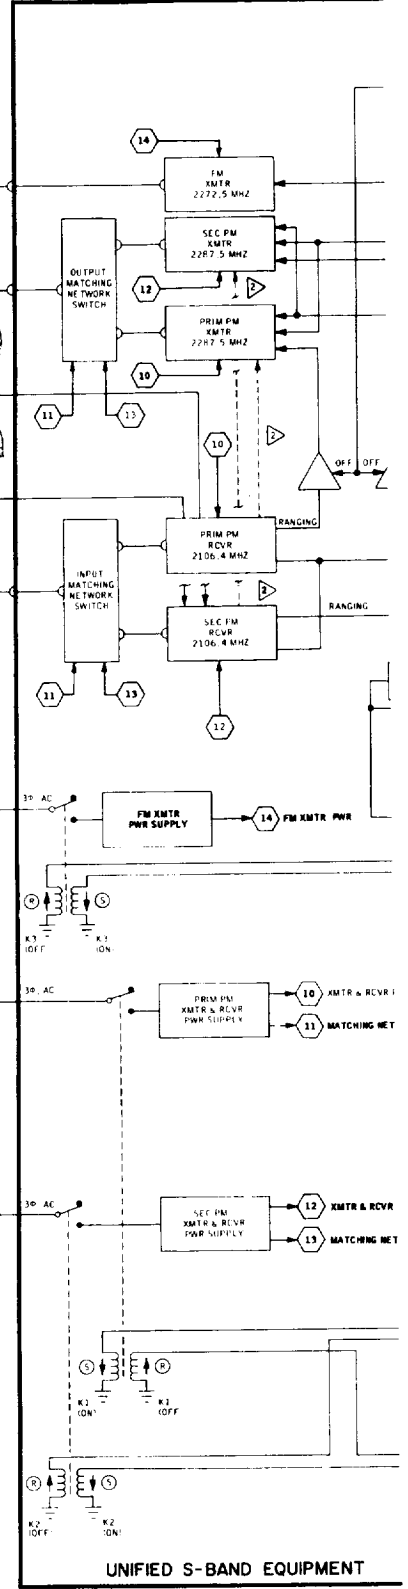 14
FM
XMTR
2272.5 MHZ
SEC PM
XMTR
2287.5 MHZ
OUTPUT
MATCHING
NETWORK
SWITCH
12
2
PRIM PM
XMTR
2287.5 MHZ
10
11
13
10
2
OFF
OFF
PRIM PM
RCVR
2106.4 MHZ
RANGING
INPUT
MATCHING
NETWORK
SWITCH
2
SEC PM
RCVR
2106.4 MHZ
RANGING
11
13
12
3Φ AC
FM XMTR
PWR SUPPLY
14 FM XMTR PWR
R
S
K3
(OFF
K3
(ON)
3Φ, AC
PRIM PM
XMTR & RCVR
PWR SUPPLY
10 XMTR & RCVR
11 MATCHING NET
3Φ AC
SEC PM
XMTR & RCVR
PWR SUPPLY
12 XMTR & RCVR
13 MATCHING NET
S
R
K1
(ON)
K1
(OFF
R
S
K2
(OFF)
K2
(ON)
UNIFIED S-BAND EQUIPMENT